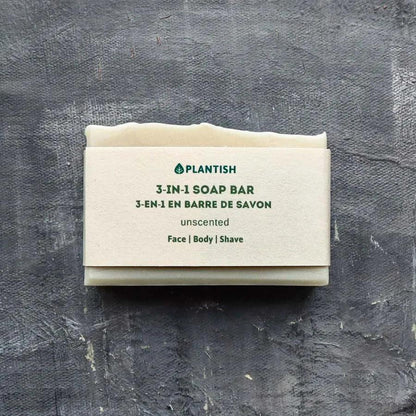 PLANTISH
3-IN-1 SOAP BAR
3-EN-1 EN BARRE DE SAVON
unscented
Face | Body | Shave